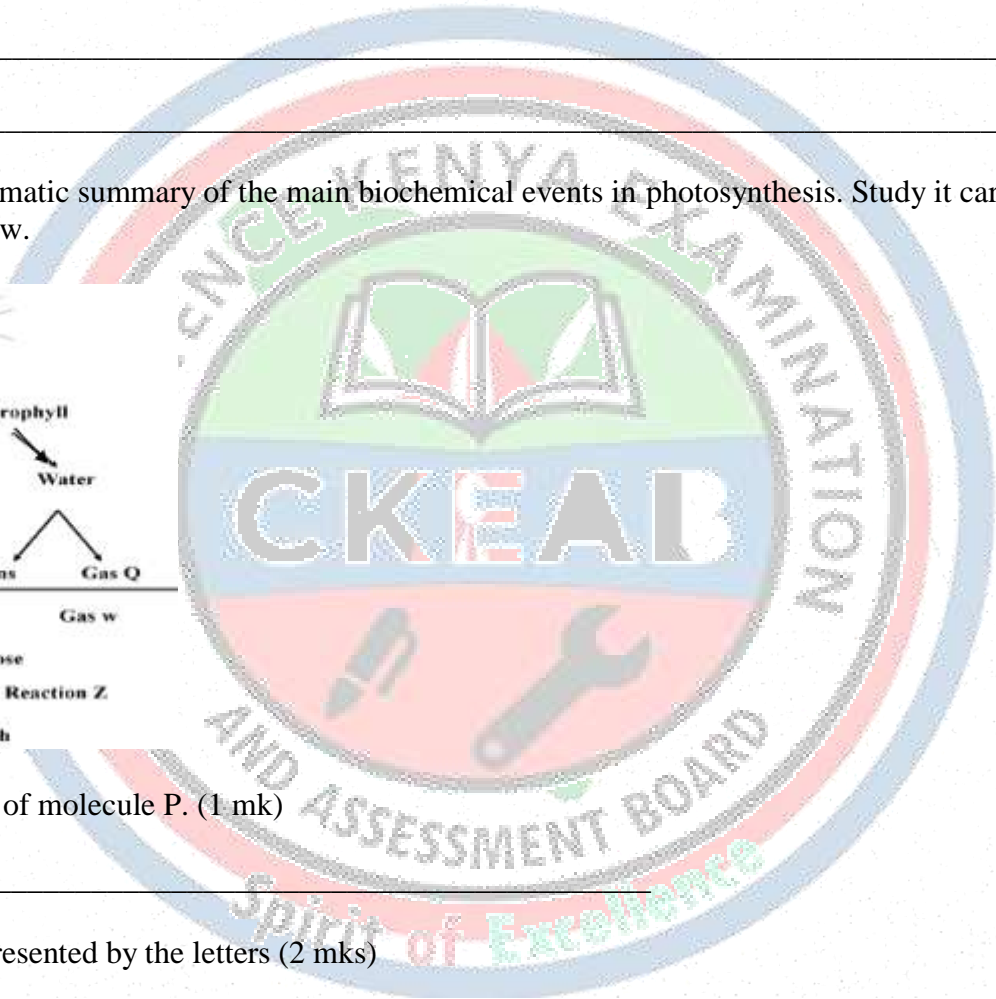 matic summary of the main biochemical events in photosynthesis. Study it car
w.
rophyll
Water
ns Gas Q
Gas w
ose
Reaction Z
h
of molecule P. (1 mk)
resented by the letters (2 mks)
ENCE KENYA EXAMINATION
CKEAB
AND ASSESSMENT BOARD
Spirit of Excellence